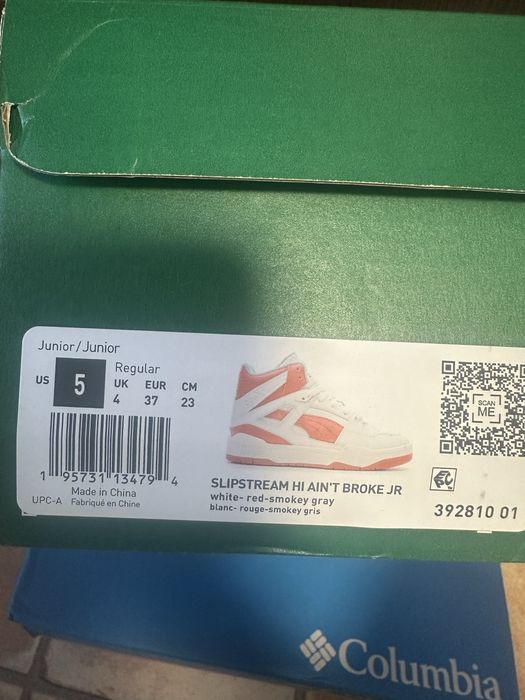 Junior/Junior
Regular
US 5 UK EUR CM
4 37 23
1 95731 13479 4
UPC-A Made in China
Fabriqué en Chine
SLIPSTREAM HI AIN'T BROKE JR
white- red-smokey gray
blanc- rouge-smokey gris
SCAN
ME
EC
392810 01
Columbia